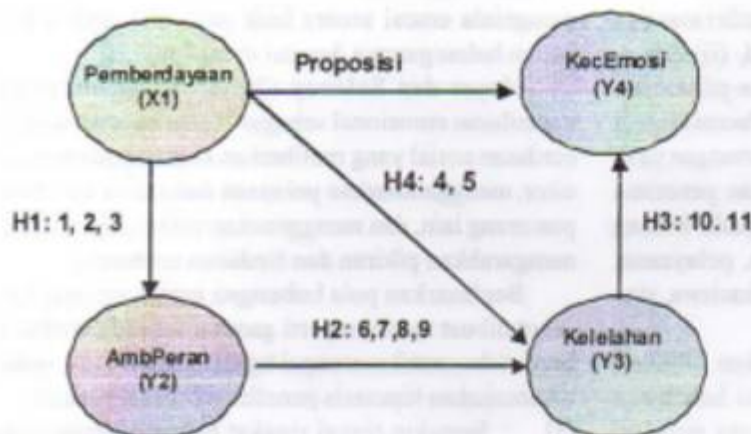 Pemberdayaan
(X1)
Proposisi
KecEmosi
(Y4)
H4: 4, 5
H1: 1, 2, 3
H3: 10. 11
H2: 6,7,8,9
AmbPeran
(Y2)
Kelelahan
(Y3)